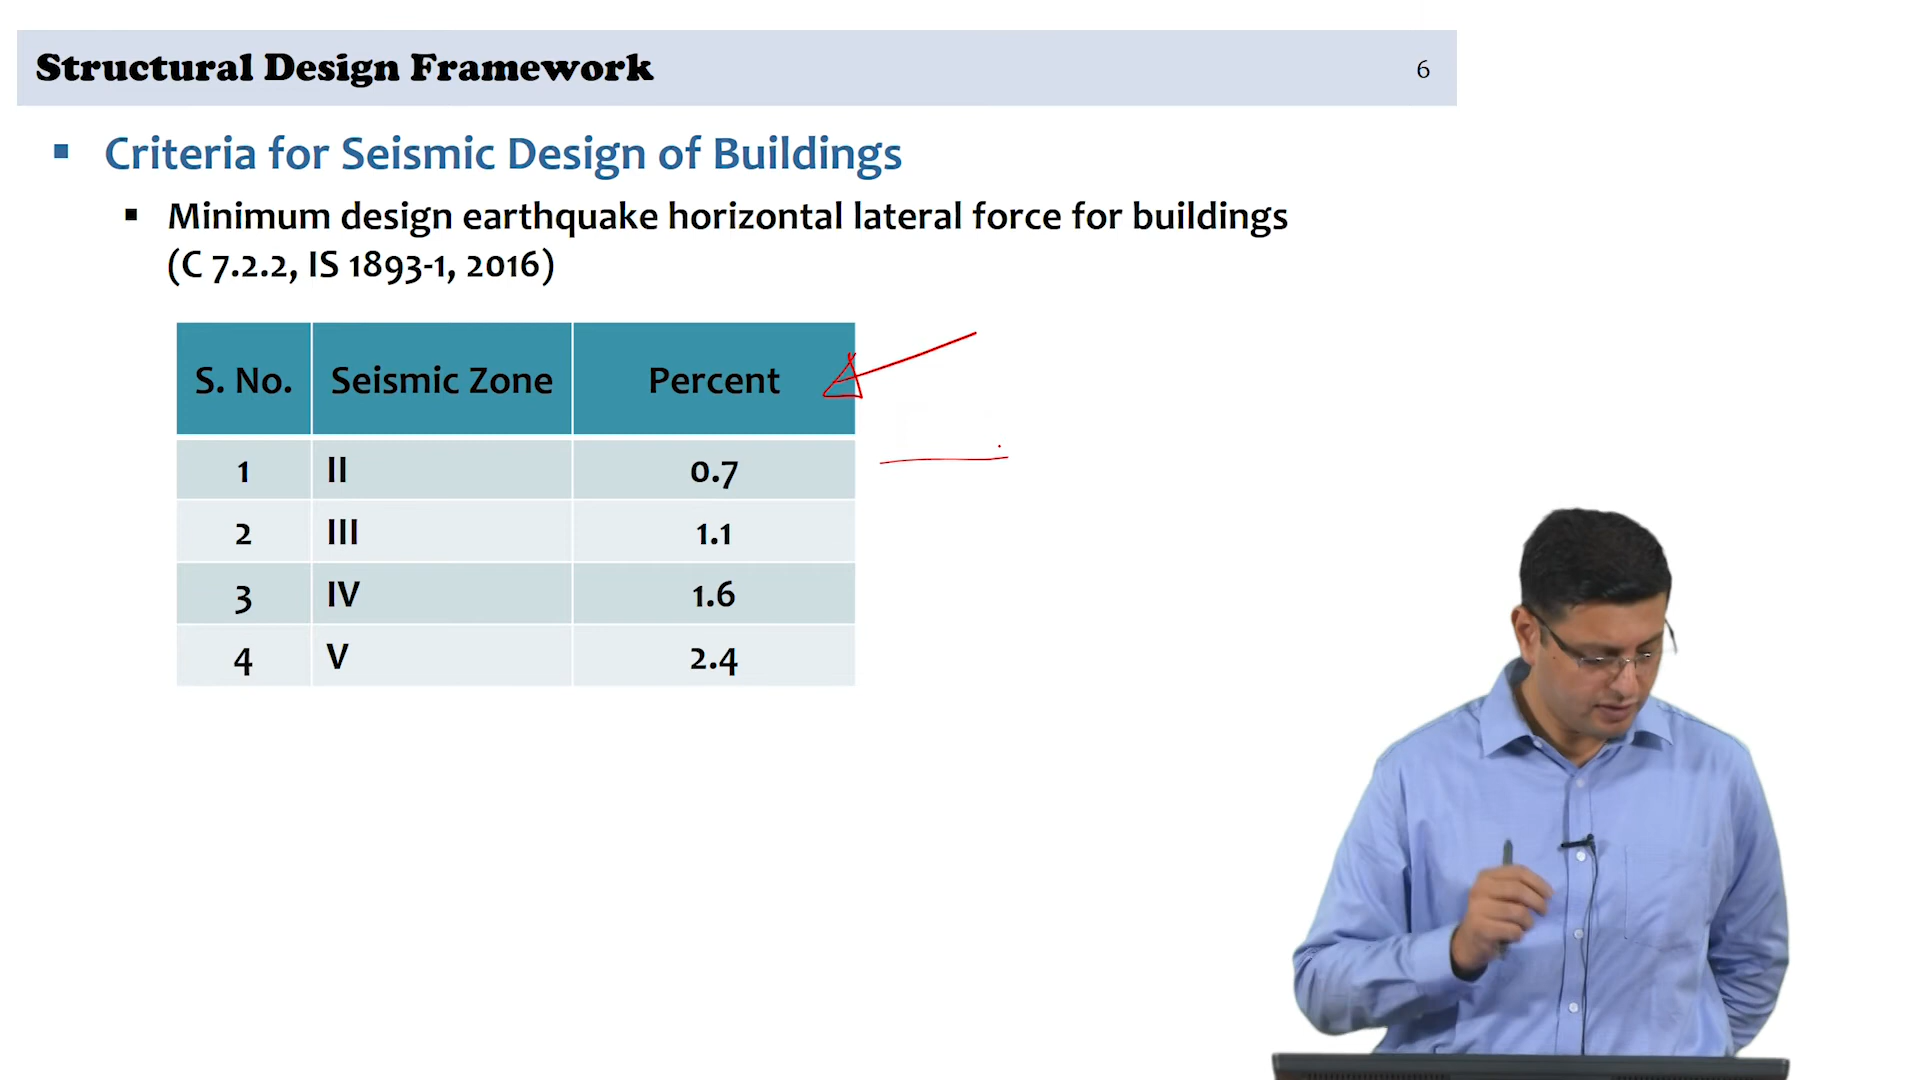 Structural Design Framework
6
Criteria for Seismic Design of Buildings
Minimum design earthquake horizontal lateral force for buildings
(C 7.2.2, IS 1893-1, 2016)
S. No. Seismic Zone Percent
1 II 0.7
2 III 1.1
3 IV 1.6
4 V 2.4